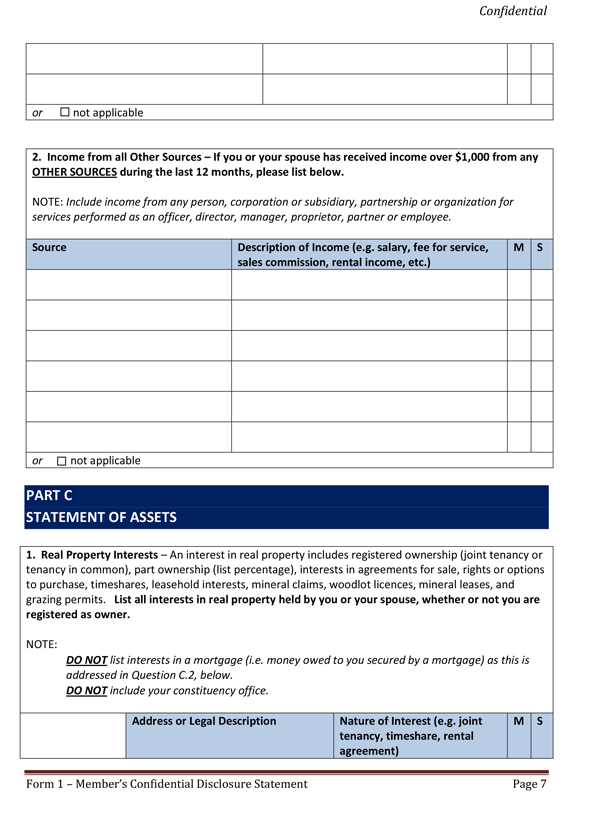 Confidential
or ☐ not applicable
2. Income from all Other Sources – If you or your spouse has received income over $1,000 from any
OTHER SOURCES during the last 12 months, please list below.
NOTE: Include income from any person, corporation or subsidiary, partnership or organization for
services performed as an officer, director, manager, proprietor, partner or employee.
Source
Description of Income (e.g. salary, fee for service,
sales commission, rental income, etc.)
M
S
or ☐ not applicable
PART C
STATEMENT OF ASSETS
1. Real Property Interests – An interest in real property includes registered ownership (joint tenancy or
tenancy in common), part ownership (list percentage), interests in agreements for sale, rights or options
to purchase, timeshares, leasehold interests, mineral claims, woodlot licences, mineral leases, and
grazing permits. List all interests in real property held by you or your spouse, whether or not you are
registered as owner.
NOTE:
DO NOT list interests in a mortgage (i.e. money owed to you secured by a mortgage) as this is
addressed in Question C.2, below.
DO NOT include your constituency office.
Address or Legal Description
Nature of Interest (e.g. joint
tenancy, timeshare, rental
agreement)
M
S
Form 1 – Member's Confidential Disclosure Statement
Page 7